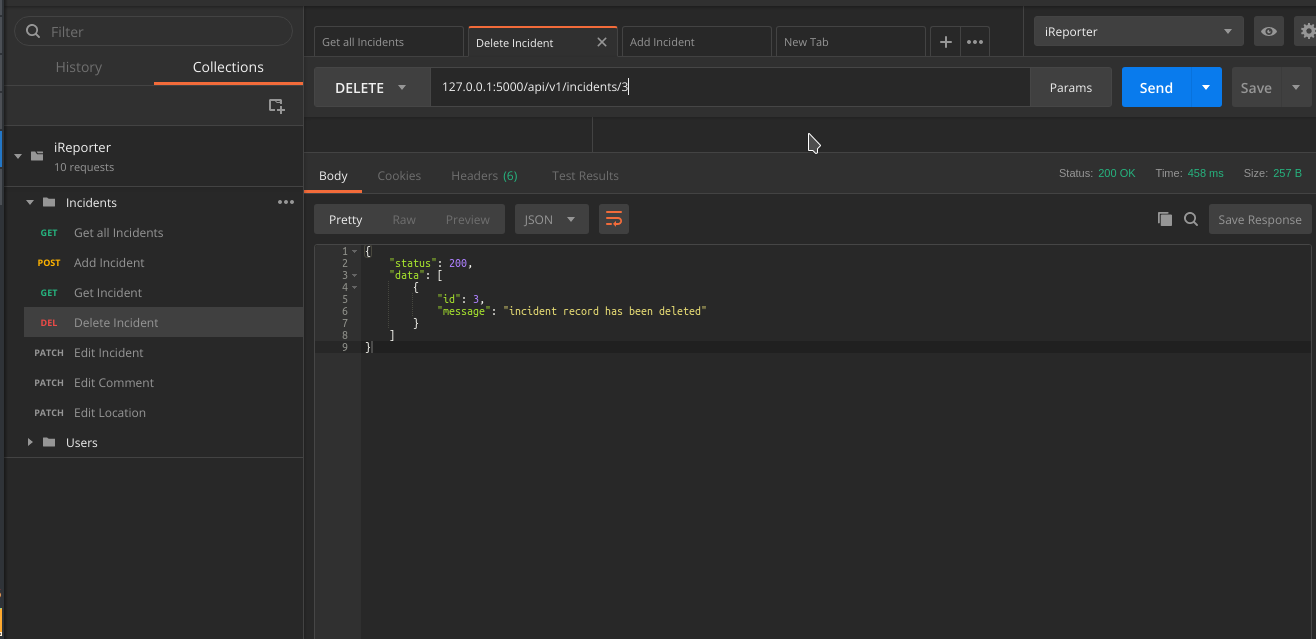 Filter
History Collections
iReporter
10 requests
Incidents
GET Get all Incidents
POST Add Incident
GET Get Incident
DEL Delete Incident
PATCH Edit Incident
PATCH Edit Comment
PATCH Edit Location
Users
Get all Incidents Delete Incident Add Incident New Tab
iReporter
DELETE 127.0.0.1:5000/api/v1/incidents/3 Params Send Save
Body Cookies Headers (6) Test Results Status: 200 OK Time: 458 ms Size: 257 B
Pretty Raw Preview JSON Save Response
1 {
2 "status": 200,
3 "data": [
4 {
5 "id": 3,
6 "message": "incident record has been deleted"
7 }
8 ]
9 }